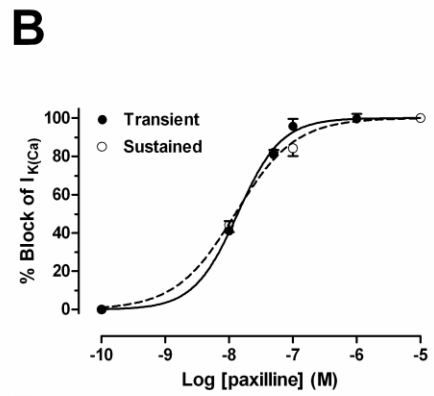 B
Transient
Sustained
% Block of I K(Ca)
100
80
60
40
20
0
-10 -9 -8 -7 -6 -5
Log [paxilline] (M)